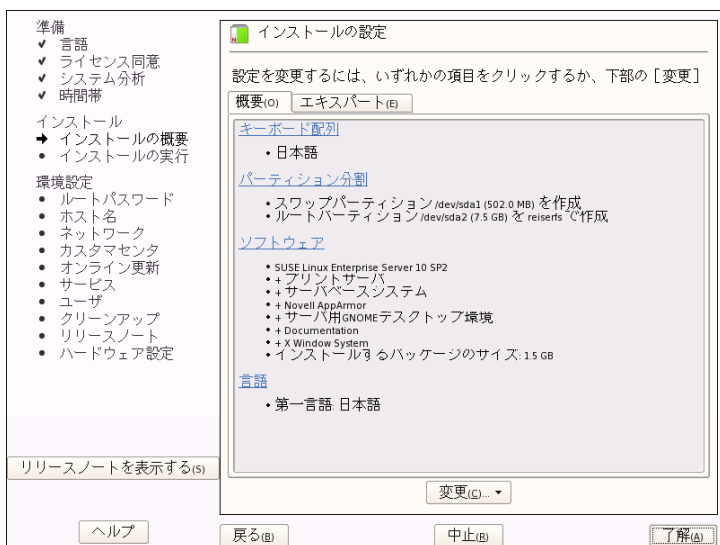 準備
言語
ライセンス同意
システム分析
時間帯
インストール
インストールの概要
インストールの実行
環境設定
ルートパスワード
ホスト名
ネットワーク
カスタマセンタ
オンライン更新
サービス
ユーザ
クリーンアップ
リリースノート
ハードウェア設定
リリースノートを表示する(S)
ヘルプ
インストールの設定
設定を変更するには、いずれかの項目をクリックするか、下部の［変更］
概要(O) エキスパート(E)
キーボード配列
• 日本語
パーティション分割
• スワップパーティション /dev/sda1 (502.0 MB) を作成
• ルートパーティション /dev/sda2 (7.5 GB) を reiserfs で作成
ソフトウェア
• SUSE Linux Enterprise Server 10 SP2
• + プリントサーバ
• + サーバベースシステム
• + Novell AppArmor
• + サーバ用GNOMEデスクトップ環境
• + Documentation
• + X Window System
• インストールするパッケージのサイズ: 1.5 GB
言語
• 第一言語: 日本語
変更(C)...
戻る(B) 中止(R) 了解(A)